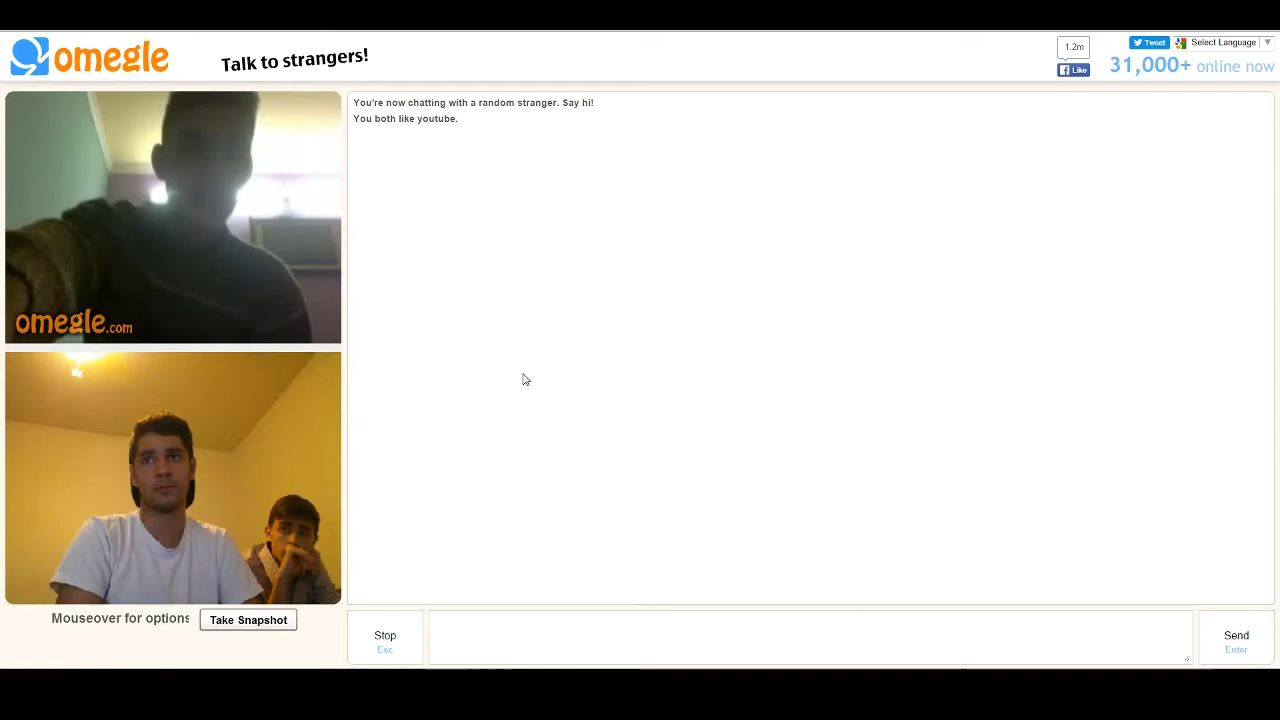 omegle
Talk to strangers!
1.2m
Tweet
Select Language
Like
31,000+ online now
You're now chatting with a random stranger. Say hi!
You both like youtube.
omegle.com
Mouseover for options
Take Snapshot
Stop
Esc
Send
Enter